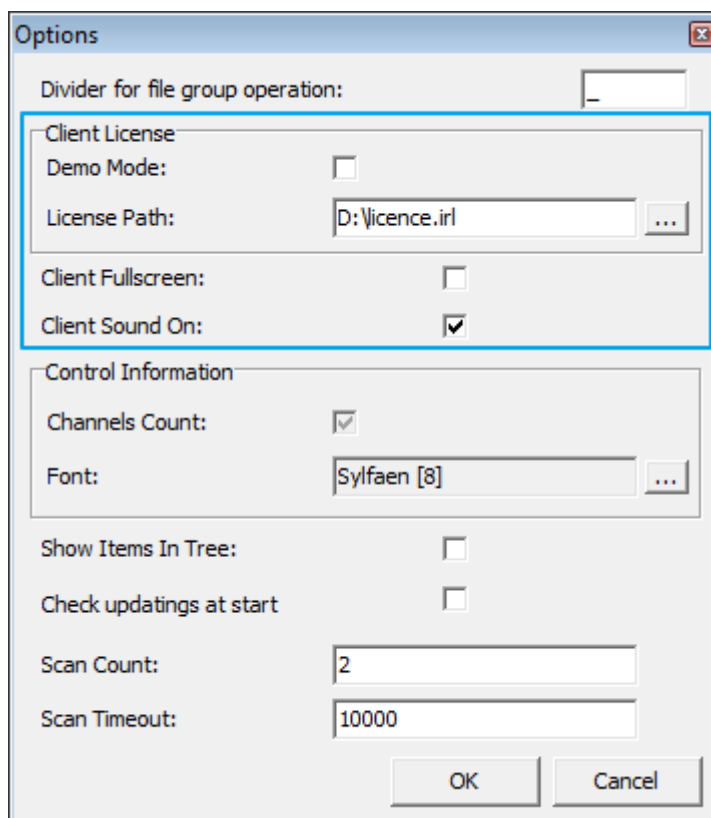 Options
Divider for file group operation: _
Client License
Demo Mode:
License Path: D:\licence.irl ...
Client Fullscreen:
Client Sound On:
Control Information
Channels Count:
Font: Sylfaen [8] ...
Show Items In Tree:
Check updatings at start
Scan Count: 2
Scan Timeout: 10000
OK Cancel